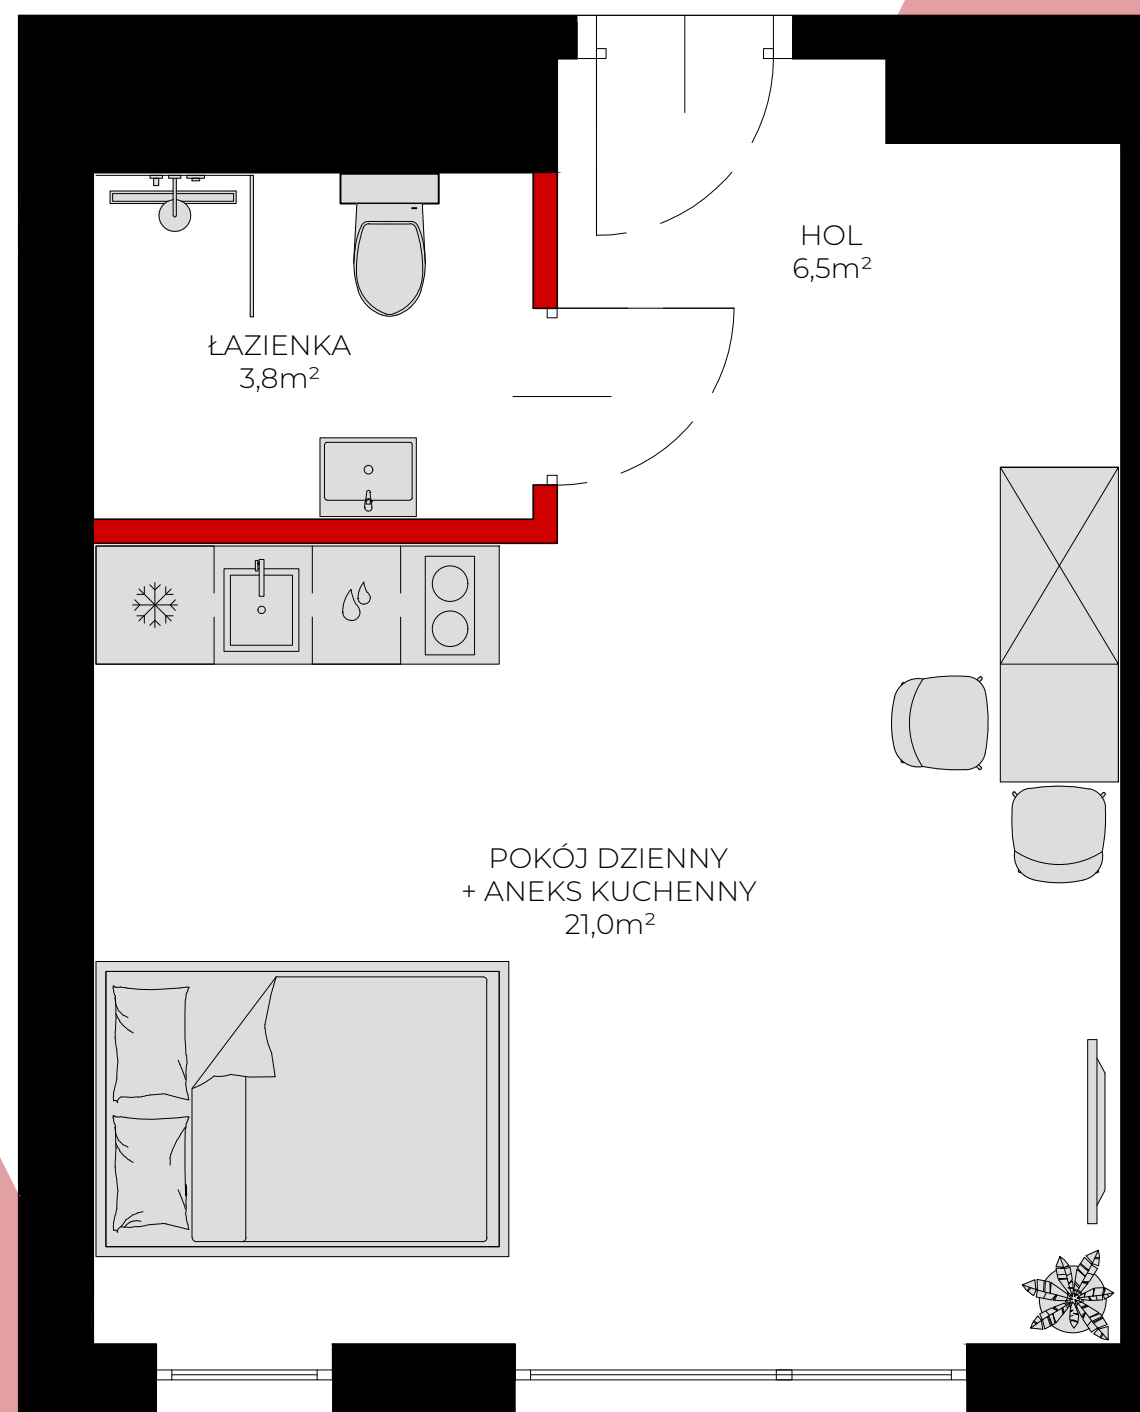 HOL
6,5m²
ŁAZIENKA
3,8m²
POKÓJ DZIENNY
+ ANEKS KUCHENNY
21,0m²